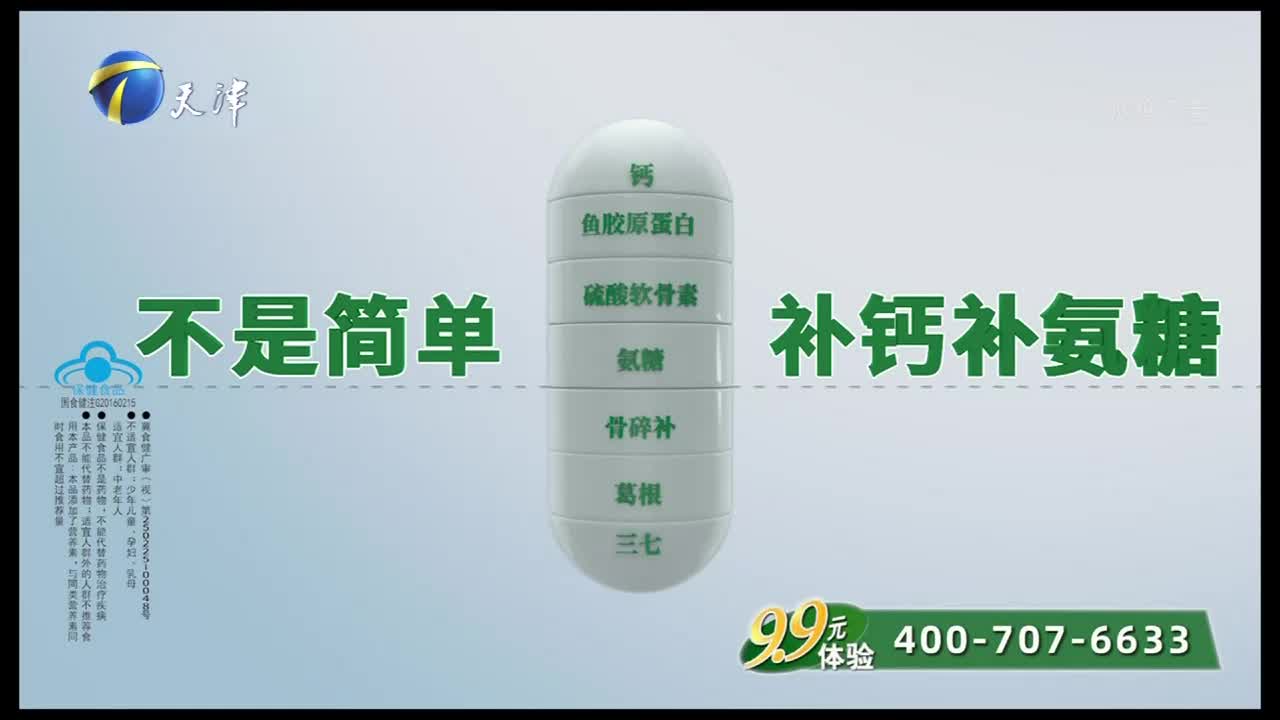 天津
钙
鱼胶原蛋白
硫酸软骨素
氨糖
骨碎补
葛根
三七
不是简单
补钙补氨糖
保健食品
国食健注G20160215
●冀食健广审(视)第250225-00048号
●不适宜人群:少年儿童、孕妇、乳母
适宜人群:中老年人
●保健食品不是药物,不能代替药物治疗疾病
●本品不能代替药物;适宜人群外的人群不推荐食
用本产品;本品添加了营养素,与同类营养素同
时食用不宜超过推荐量
9.9元
体验
400-707-6633